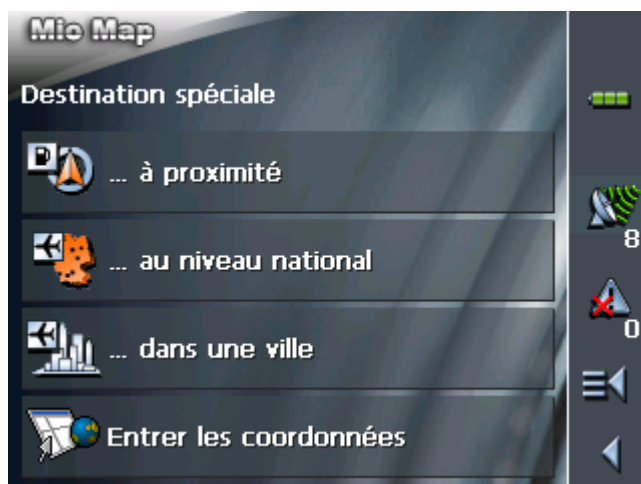 Mio Map
Destination spéciale
... à proximité
8
... au niveau national
0
... dans une ville
Entrer les coordonnées